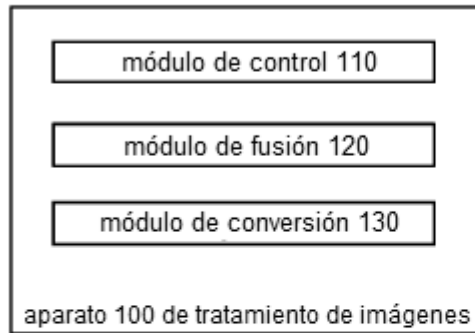 módulo de control 110
módulo de fusión 120
módulo de conversión 130
aparato 100 de tratamiento de imágenes